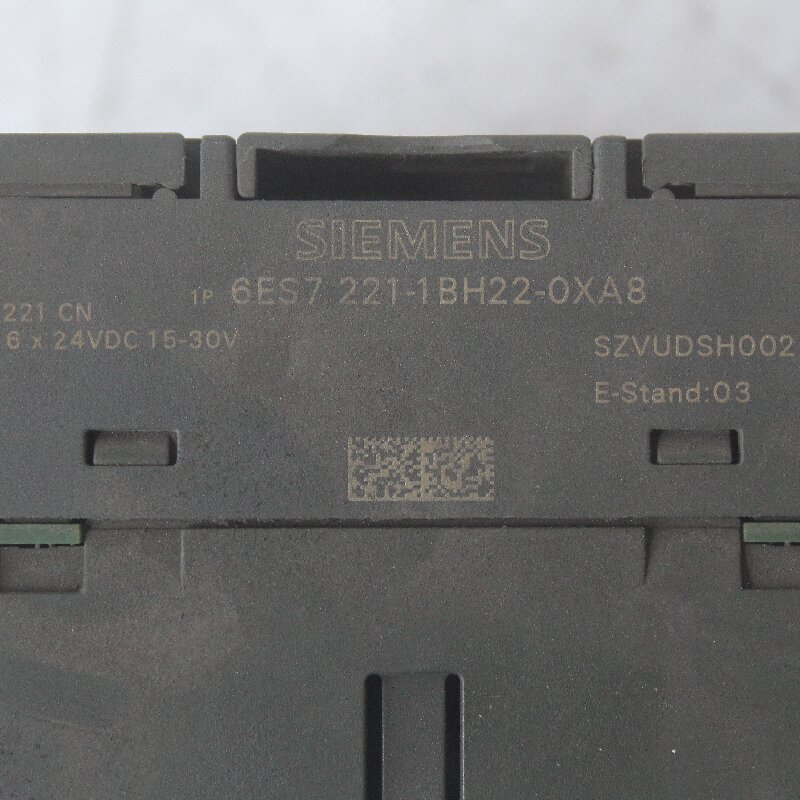 SIEMENS
1P 6ES7 221-1BH22-0XA8
221 CN
6 x 24VDC 15-30V
SZVUDSH002
E-Stand:03